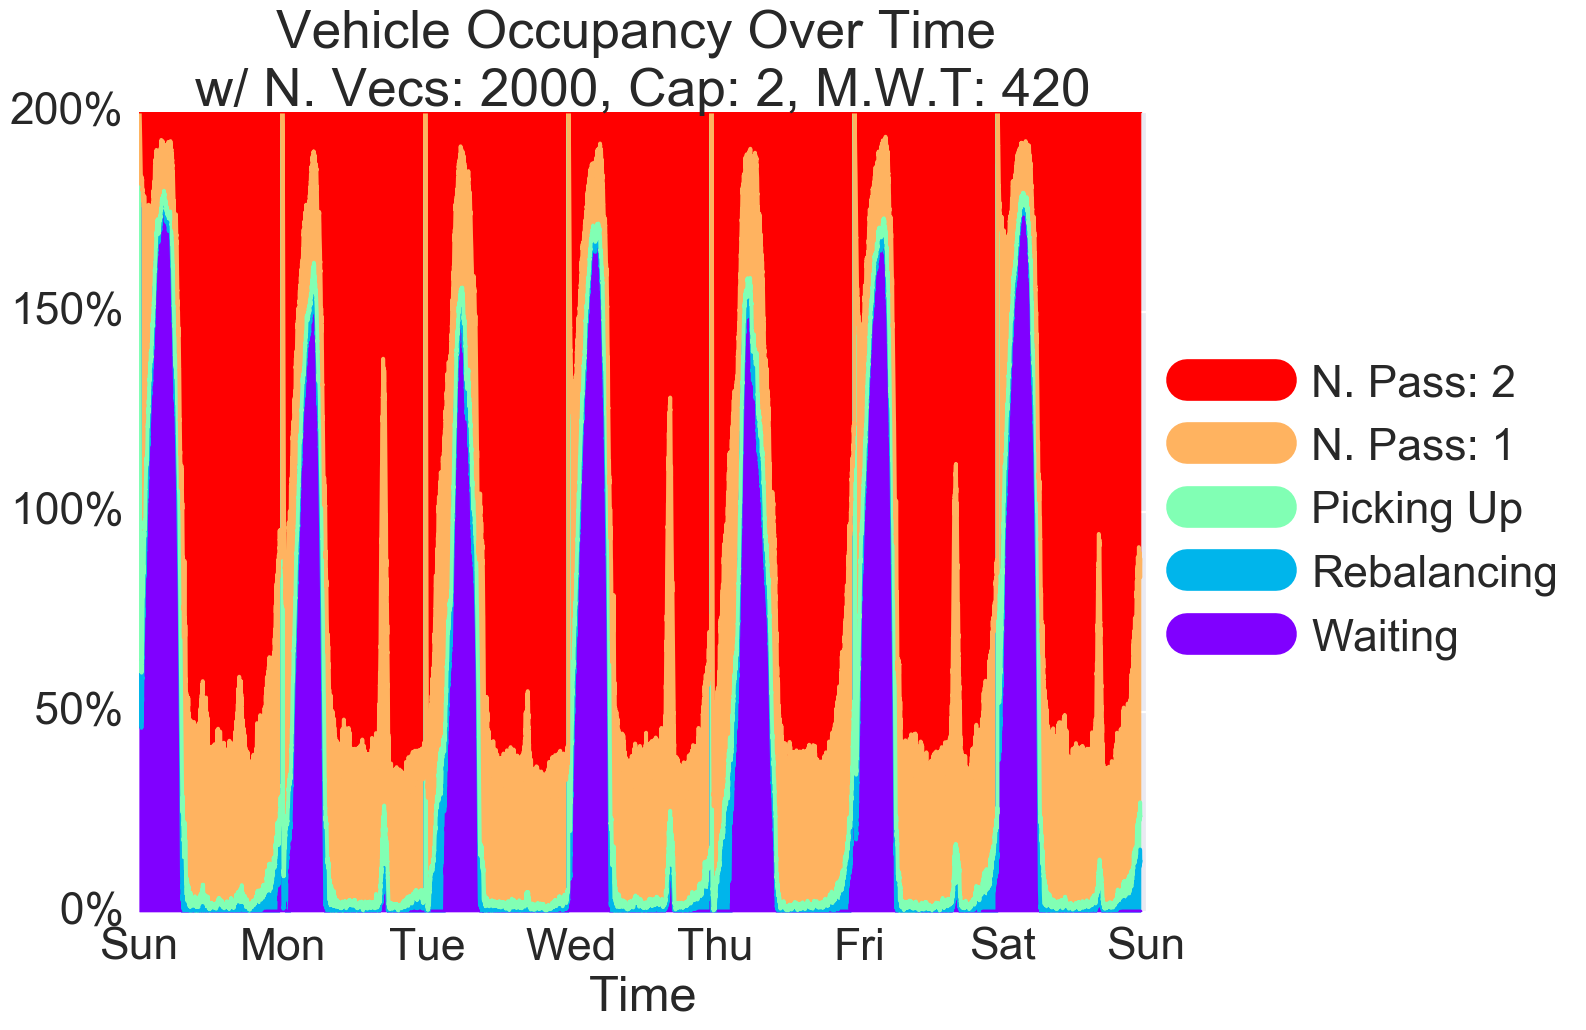 Vehicle Occupancy Over Time
w/ N. Vecs: 2000, Cap: 2, M.W.T: 420
200%
150%
100%
50%
0%
Sun Mon Tue Wed Thu Fri Sat Sun
Time
N. Pass: 2
N. Pass: 1
Picking Up
Rebalancing
Waiting